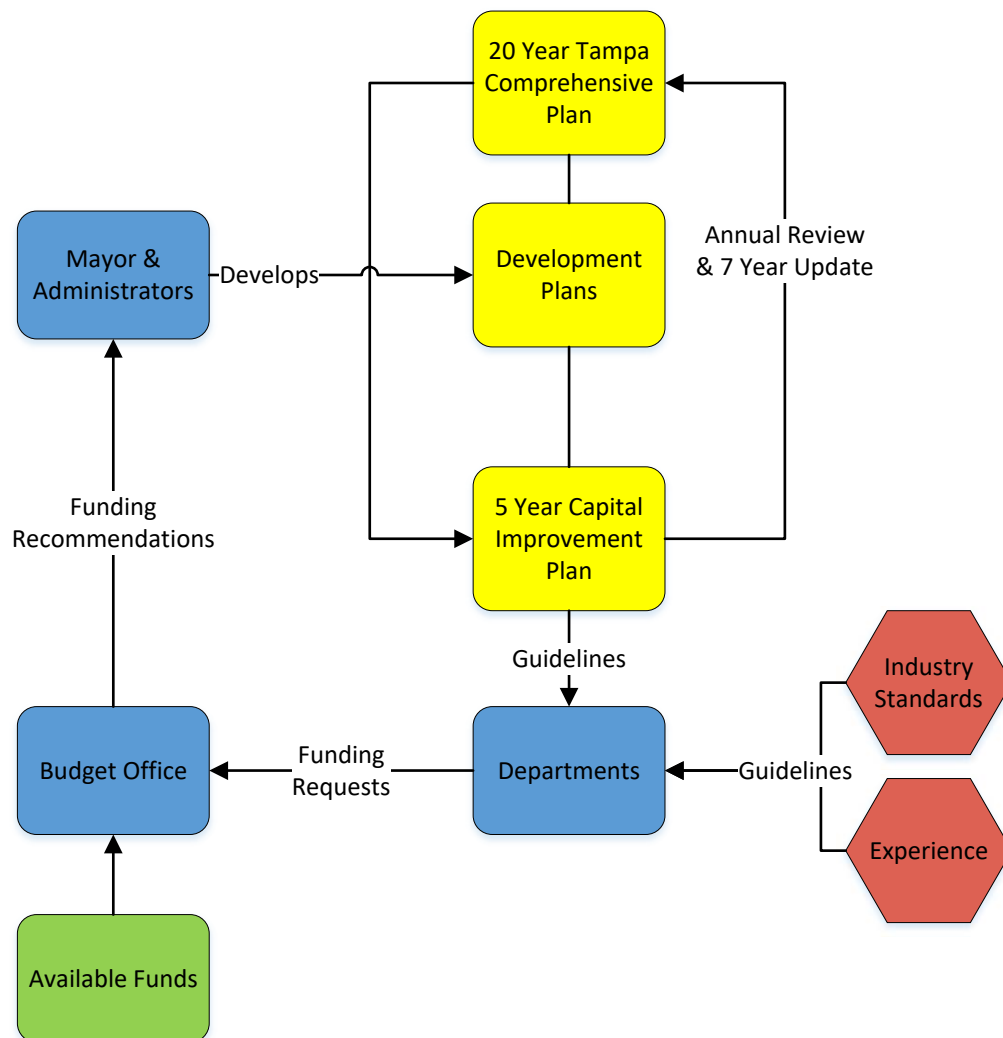 20 Year Tampa
Comprehensive
Plan
Mayor &
Administrators
Develops
Development
Plans
Annual Review
& 7 Year Update
Funding
Recommendations
5 Year Capital
Improvement
Plan
Guidelines
Industry
Standards
Budget Office
Funding
Requests
Departments
Guidelines
Experience
Available Funds